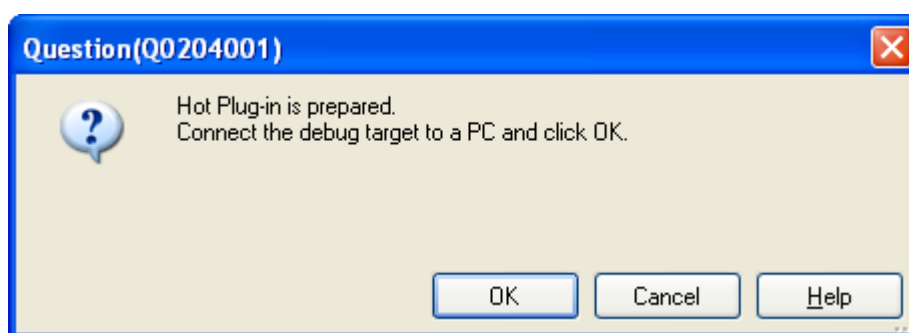 Question(Q0204001)
Hot Plug-in is prepared.
Connect the debug target to a PC and click OK.
OK
Cancel
Help